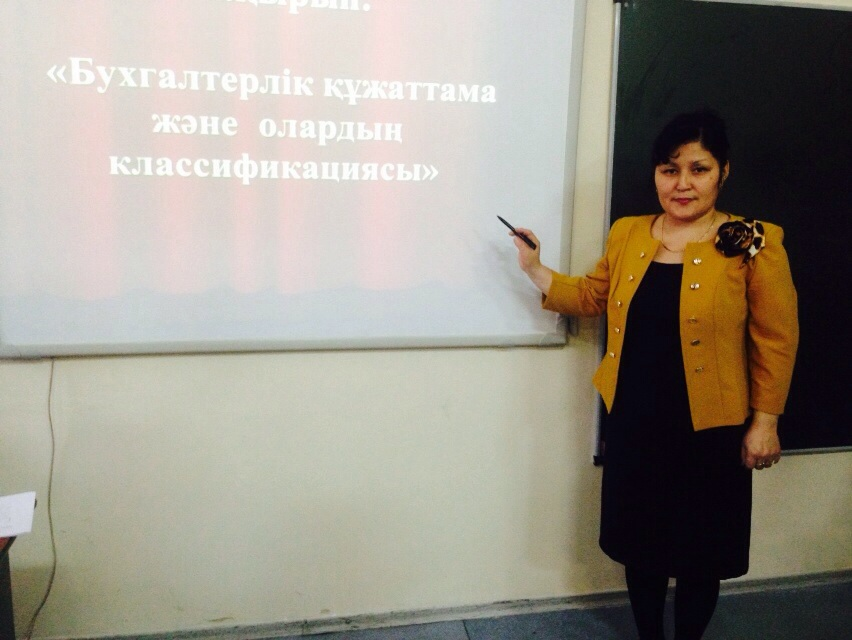 «Бухгалтерлік құжаттама
және олардың
классификациясы»